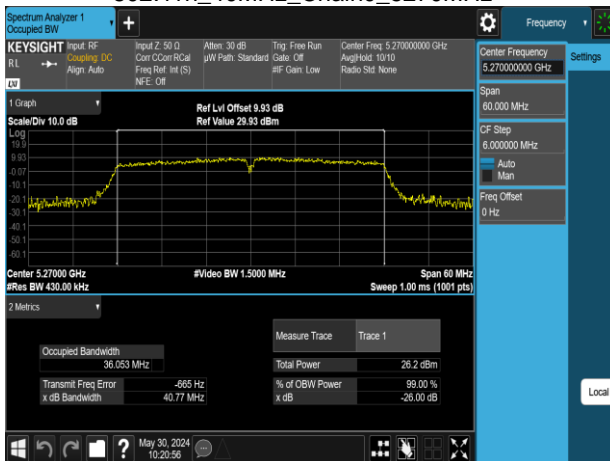 Spectrum Analyzer 1
Occupied BW
Frequency
KEYSIGHT
RL
LXI
Input: RF
Coupling: DC
Align: Auto
Input Z: 50 Ω
Corr CCorr RCal
Freq Ref: Int (S)
NFE: Off
Atten: 30 dB
µW Path: Standard
Trig: Free Run
Gate: Off
#IF Gain: Low
Center Freq: 5.270000000 GHz
Avg|Hold: 10/10
Radio Std: None
Center Frequency
5.270000000 GHz
Settings
Span
60.000 MHz
CF Step
6.000000 MHz
Auto
Man
Freq Offset
0 Hz
Local
1 Graph
Scale/Div 10.0 dB
Ref Lvl Offset 9.93 dB
Ref Value 29.93 dBm
Log
19.9
9.93
-0.07
-10.1
-20.1
-30.1
-40.1
-50.1
-60.1
Center 5.27000 GHz
#Video BW 1.5000 MHz
Span 60 MHz
#Res BW 430.00 kHz
Sweep 1.00 ms (1001 pts)
2 Metrics
Measure Trace
Trace 1
Occupied Bandwidth
36.053 MHz
Total Power
26.2 dBm
Transmit Freq Error
-665 Hz
% of OBW Power
99.00 %
x dB Bandwidth
40.77 MHz
x dB
-26.00 dB
May 30, 2024
10:20:56